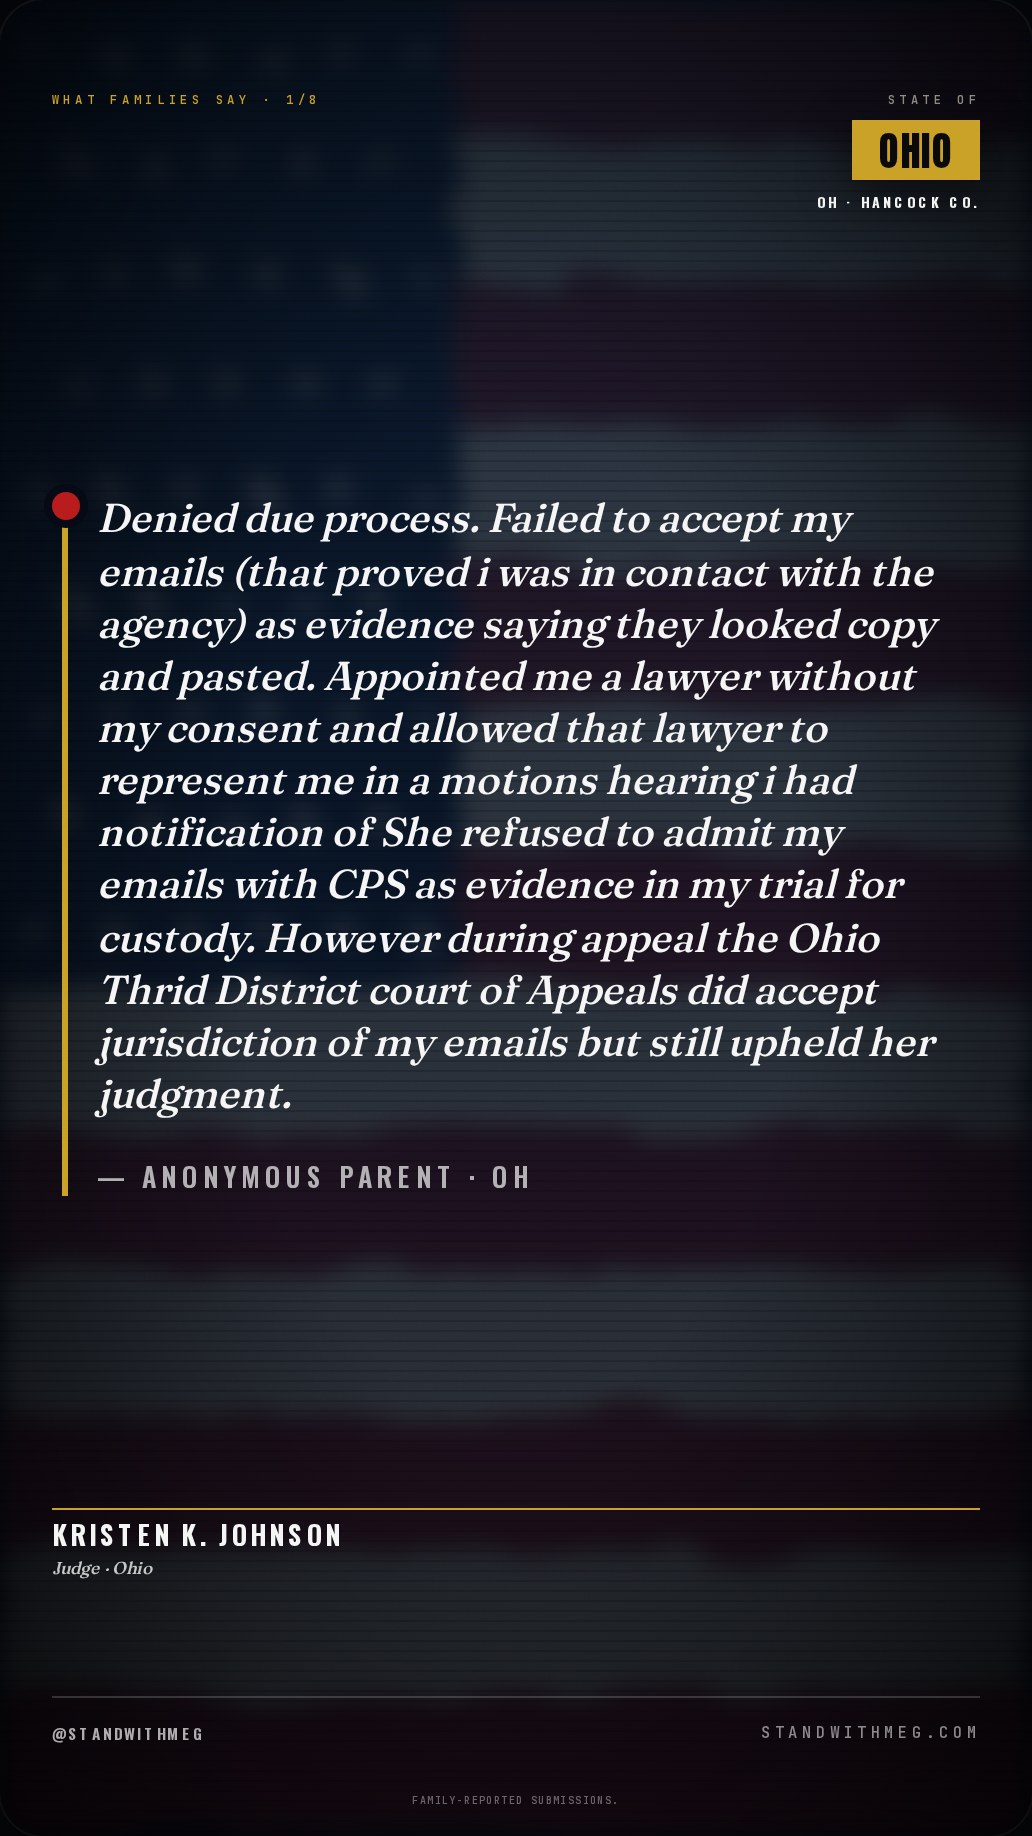 WHAT FAMILIES SAY · 1/8
STATE OF
OHIO
OH · HANCOCK CO.
Denied due process. Failed to accept my
emails (that proved i was in contact with the
agency) as evidence saying they looked copy
and pasted. Appointed me a lawyer without
my consent and allowed that lawyer to
represent me in a motions hearing i had
notification of She refused to admit my
emails with CPS as evidence in my trial for
custody. However during appeal the Ohio
Thrid District court of Appeals did accept
jurisdiction of my emails but still upheld her
judgment.
— ANONYMOUS PARENT · OH
KRISTEN K. JOHNSON
Judge · Ohio
@STANDWITHMEG
STANDWITHMEG.COM
FAMILY-REPORTED SUBMISSIONS.